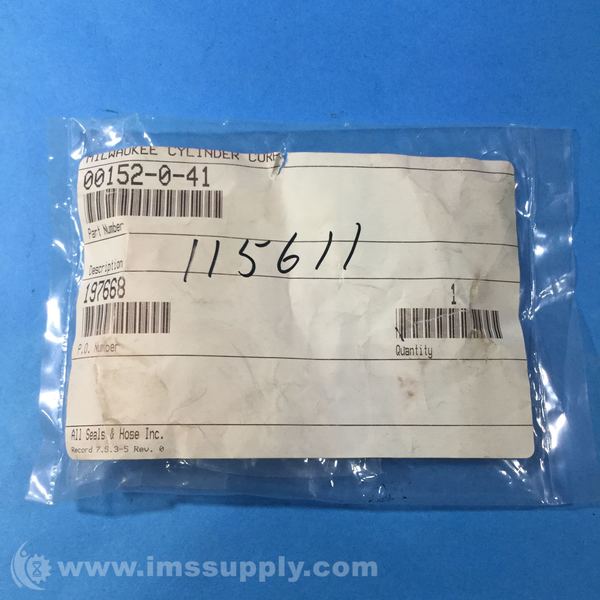 MILWAUKEE CYLINDER CORP
00152-0-41
Part Number
115611
Description
197668
1
P.O. Number
Quantity
All Seals & Hose Inc.
Record 7.5.3-5 Rev. 0
www.imssupply.com